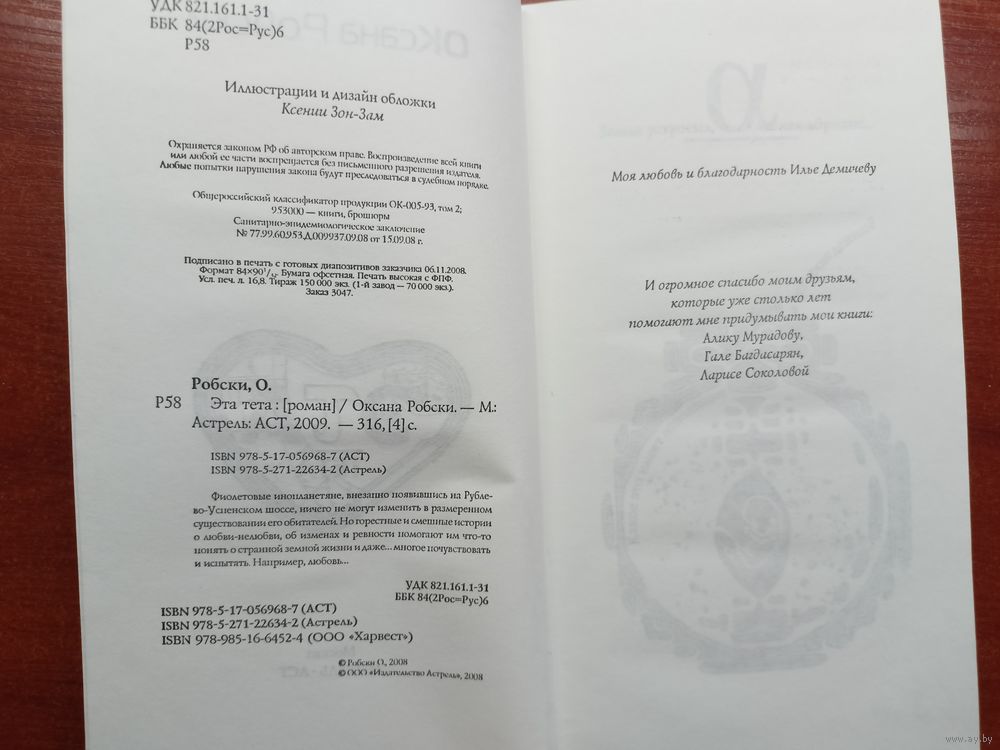 УДК 821.161.1-31
ББК 84(2Рос=Рус)6
Р58
Иллюстрации и дизайн обложки
Ксении Зон-Зам
Охраняется законом РФ об авторском праве. Воспроизведение всей книги
или любой ее части воспрещается без письменного разрешения издателя.
Любые попытки нарушения закона будут преследоваться в судебном порядке.
Общероссийский классификатор продукции ОК-005-93, том 2;
953000 — книги, брошюры
Санитарно-эпидемиологическое заключение
№ 77.99.60.953.Д.009937.09.08 от 15.09.08 г.
Подписано в печать с готовых диапозитивов заказчика 06.11.2008.
Формат 84×90¹/₃₂. Бумага офсетная. Печать высокая с ФПФ.
Усл. печ. л. 16,8. Тираж 150 000 экз. (1-й завод — 70 000 экз.).
Заказ 3047.
Робски, О.
Р58 Эта тета : [роман] / Оксана Робски. — М.:
Астрель: АСТ, 2009. — 316, [4] с.
ISBN 978-5-17-056968-7 (АСТ)
ISBN 978-5-271-22634-2 (Астрель)
Фиолетовые инопланетяне, внезапно появившись на Рубле-
во-Успенском шоссе, ничего не могут изменить в размеренном
существовании его обитателей. Но горестные и смешные истории
о любви-нелюбви, об изменах и ревности помогают им что-то
понять о странной земной жизни и даже... многое почувствовать
и испытать. Например, любовь...
УДК 821.161.1-31
ББК 84(2Рос=Рус)6
ISBN 978-5-17-056968-7 (АСТ)
ISBN 978-5-271-22634-2 (Астрель)
ISBN 978-985-16-6452-4 (ООО «Харвест»)
© Робски О., 2008
© ООО «Издательство Астрель», 2008
Моя любовь и благодарность Илье Демичеву
И огромное спасибо моим друзьям,
которые уже столько лет
помогают мне придумывать мои книги:
Алику Мурадову,
Гале Багдасарян,
Ларисе Соколовой
www.ay.by